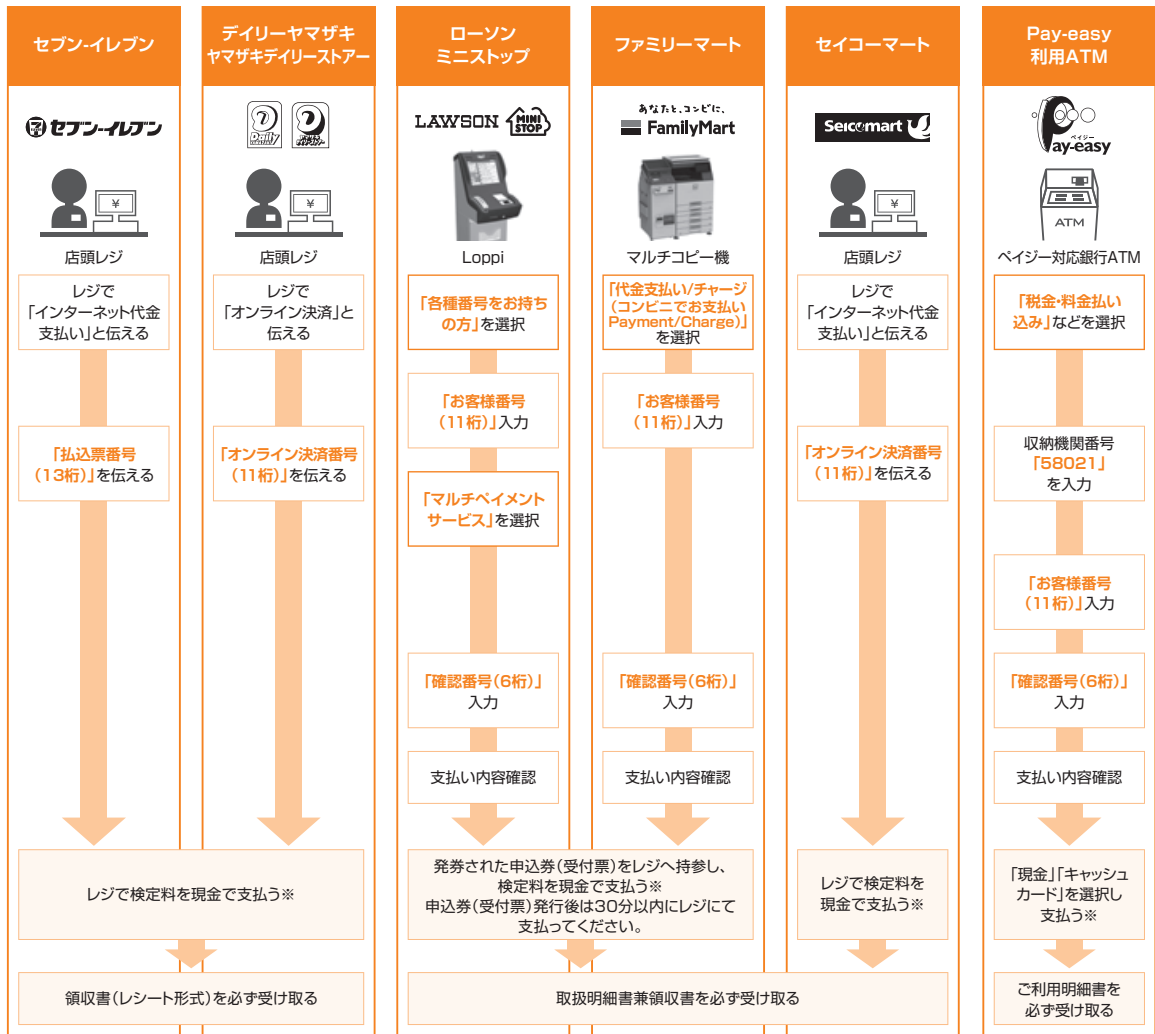 セブン-イレブン
デイリーヤマザキ
ヤマザキデイリーストアー
ローソン
ミニストップ
ファミリーマート
セイコーマート
Pay-easy
利用ATM
セブン-イレブン
Daily
LAWSON
MINI
STOP
あなたと、コンビに、
FamilyMart
Seicomart
ペイジー
Pay-easy
¥
店頭レジ
¥
店頭レジ
Loppi
マルチコピー機
¥
店頭レジ
ATM
ペイジー対応銀行ATM
レジで
「インターネット代金
支払い」と伝える
レジで
「オンライン決済」と
伝える
「各種番号をお持ち
の方」を選択
「代金支払い/チャージ
(コンビニでお支払い
Payment/Charge)」
を選択
レジで
「インターネット代金
支払い」と伝える
「税金・料金払い
込み」などを選択
「お客様番号
(11桁)」入力
「お客様番号
(11桁)」入力
「払込票番号
(13桁)」を伝える
「オンライン決済番号
(11桁)」を伝える
「オンライン決済番号
(11桁)」を伝える
収納機関番号
「58021」
を入力
「マルチペイメント
サービス」を選択
「お客様番号
(11桁)」入力
「確認番号(6桁)」
入力
「確認番号(6桁)」
入力
「確認番号(6桁)」
入力
支払い内容確認
支払い内容確認
支払い内容確認
レジで検定料を現金で支払う※
発券された申込券(受付票)をレジへ持参し、
検定料を現金で支払う※
申込券(受付票)発行後は30分以内にレジにて
支払ってください。
レジで検定料を
現金で支払う※
「現金」「キャッシュ
カード」を選択し
支払う※
領収書(レシート形式)を必ず受け取る
取扱明細書兼領収書を必ず受け取る
ご利用明細書を
必ず受け取る